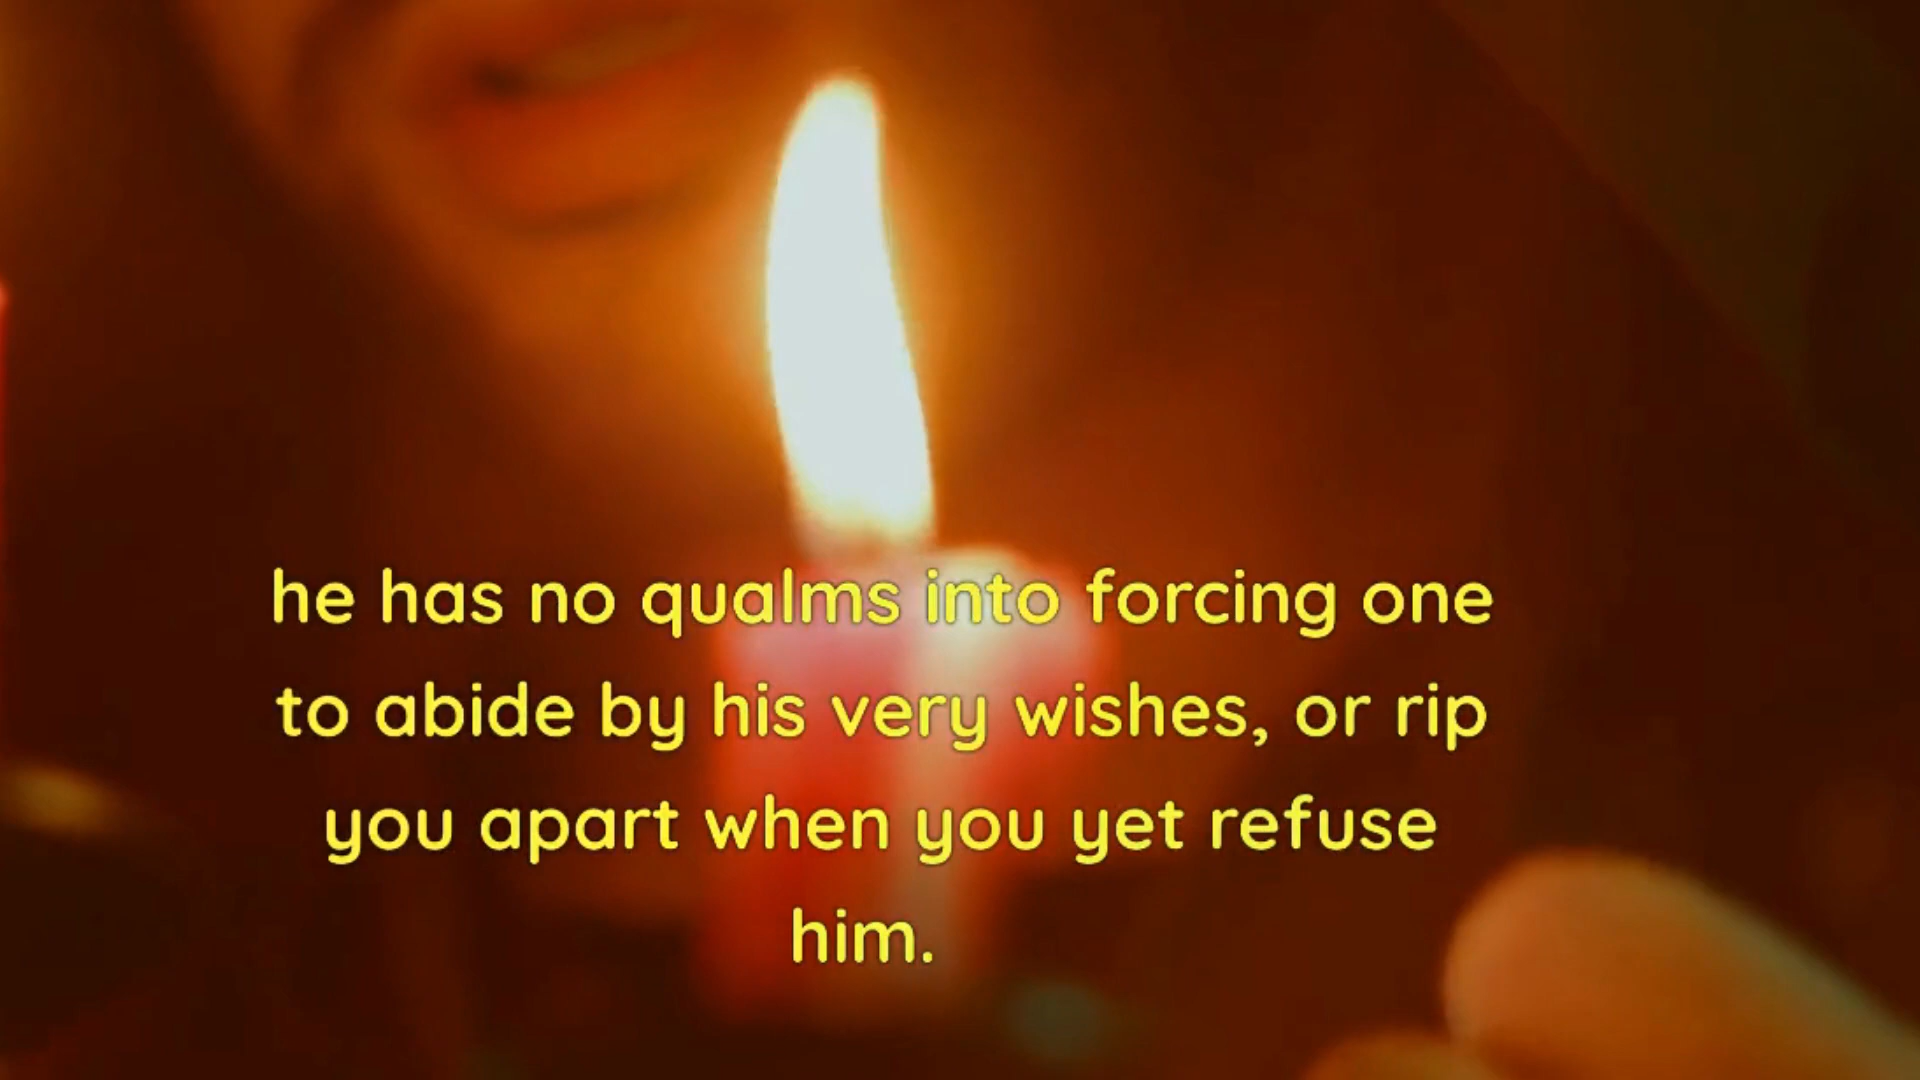 he has no qualms into forcing one
to abide by his very wishes, or rip
you apart when you yet refuse
him.